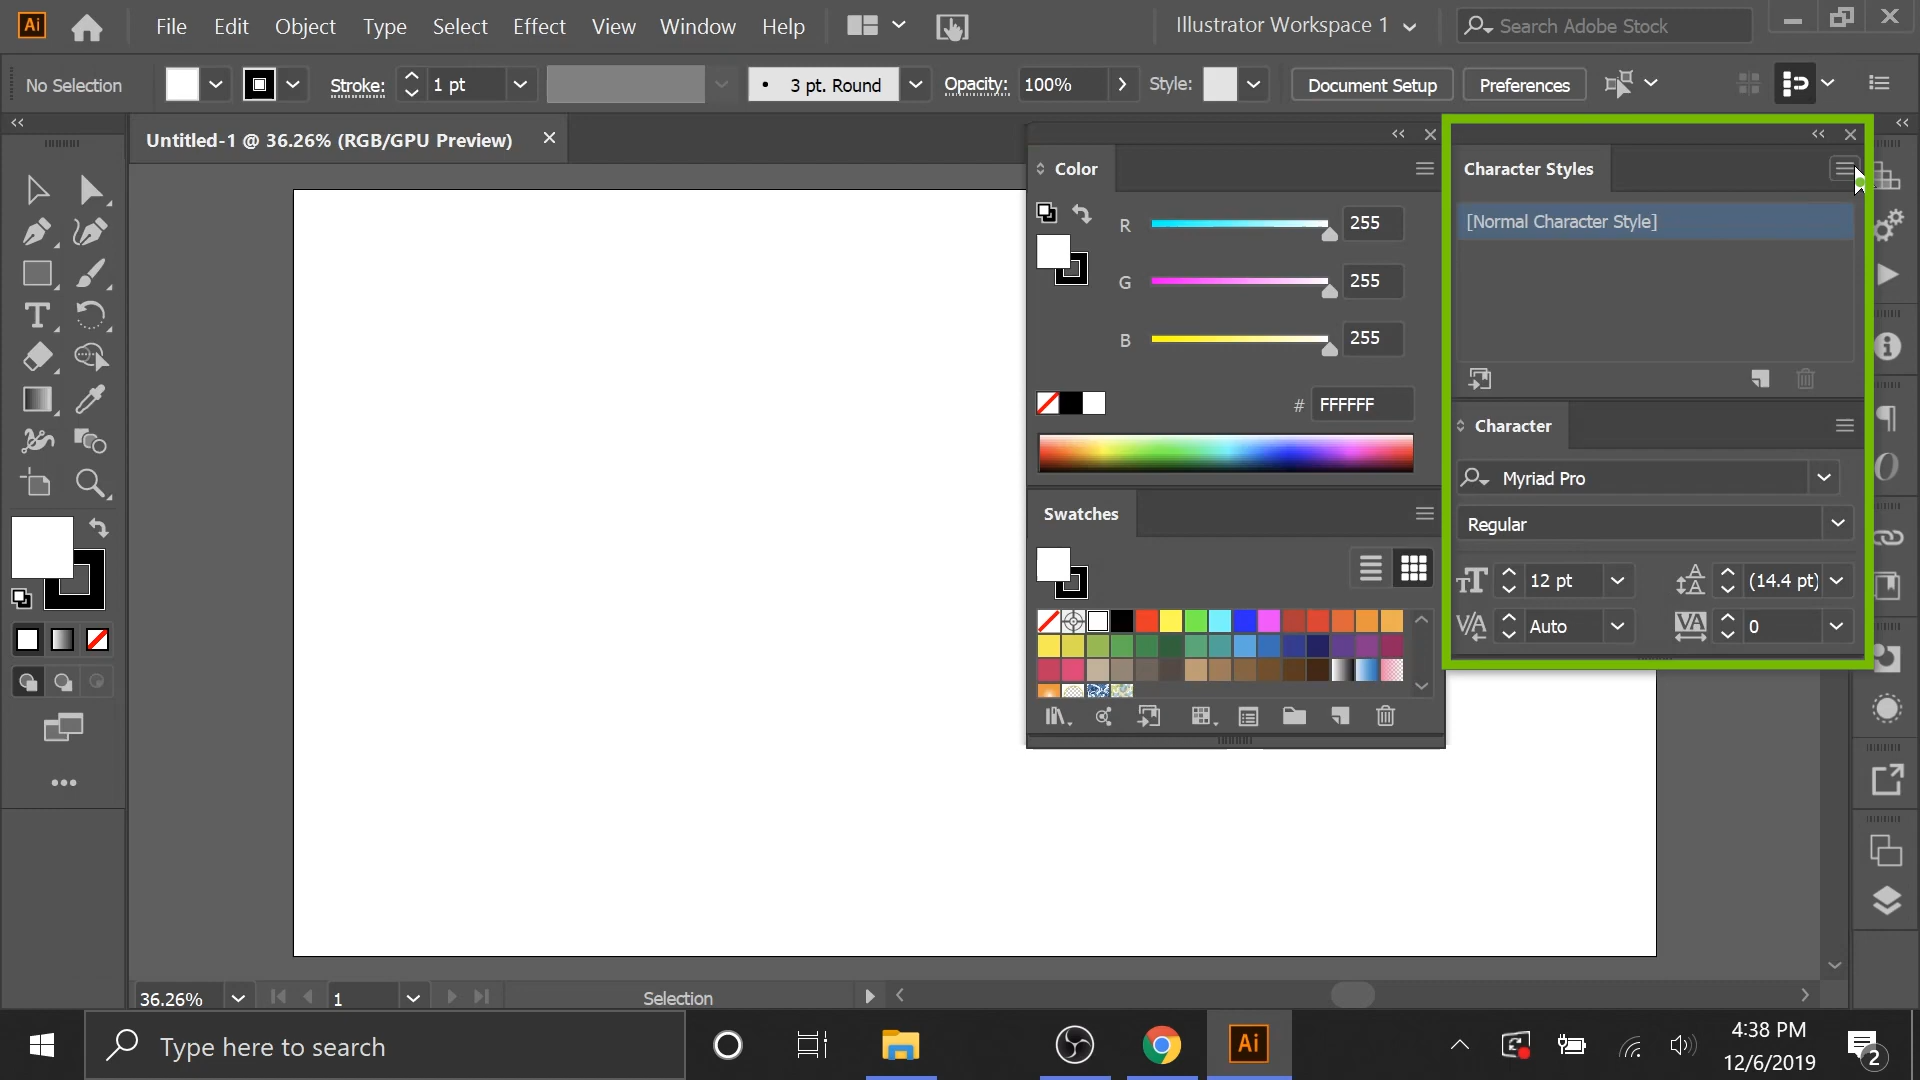 Ai File Edit Object Type Select Effect View Window Help Illustrator Workspace 1 Search Adobe Stock
No Selection Stroke: 1 pt 3 pt. Round Opacity: 100% Style: Document Setup Preferences
Untitled-1 @ 36.26% (RGB/GPU Preview)
Color
R 255
G 255
B 255
# FFFFFF
Swatches
Character Styles
[Normal Character Style]
Character
Myriad Pro
Regular
12 pt (14.4 pt)
Auto 0
36.26% 1 Selection
Type here to search
Ai
4:38 PM
12/6/2019
2